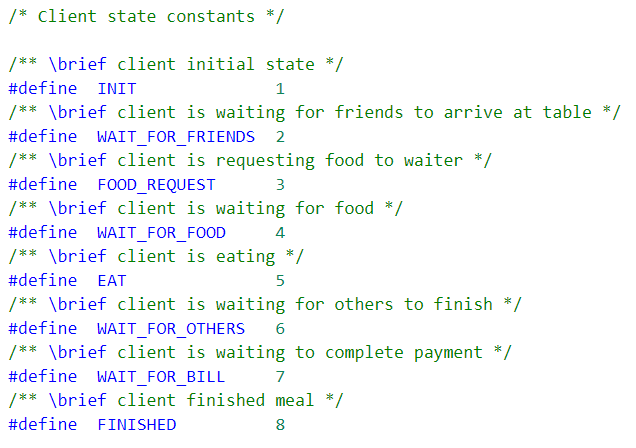 /* Client state constants */
/** \brief client initial state */
#define  INIT              1
/** \brief client is waiting for friends to arrive at table */
#define  WAIT_FOR_FRIENDS  2
/** \brief client is requesting food to waiter */
#define  FOOD_REQUEST      3
/** \brief client is waiting for food */
#define  WAIT_FOR_FOOD     4
/** \brief client is eating */
#define  EAT               5
/** \brief client is waiting for others to finish */
#define  WAIT_FOR_OTHERS   6
/** \brief client is waiting to complete payment */
#define  WAIT_FOR_BILL     7
/** \brief client finished meal */
#define  FINISHED          8